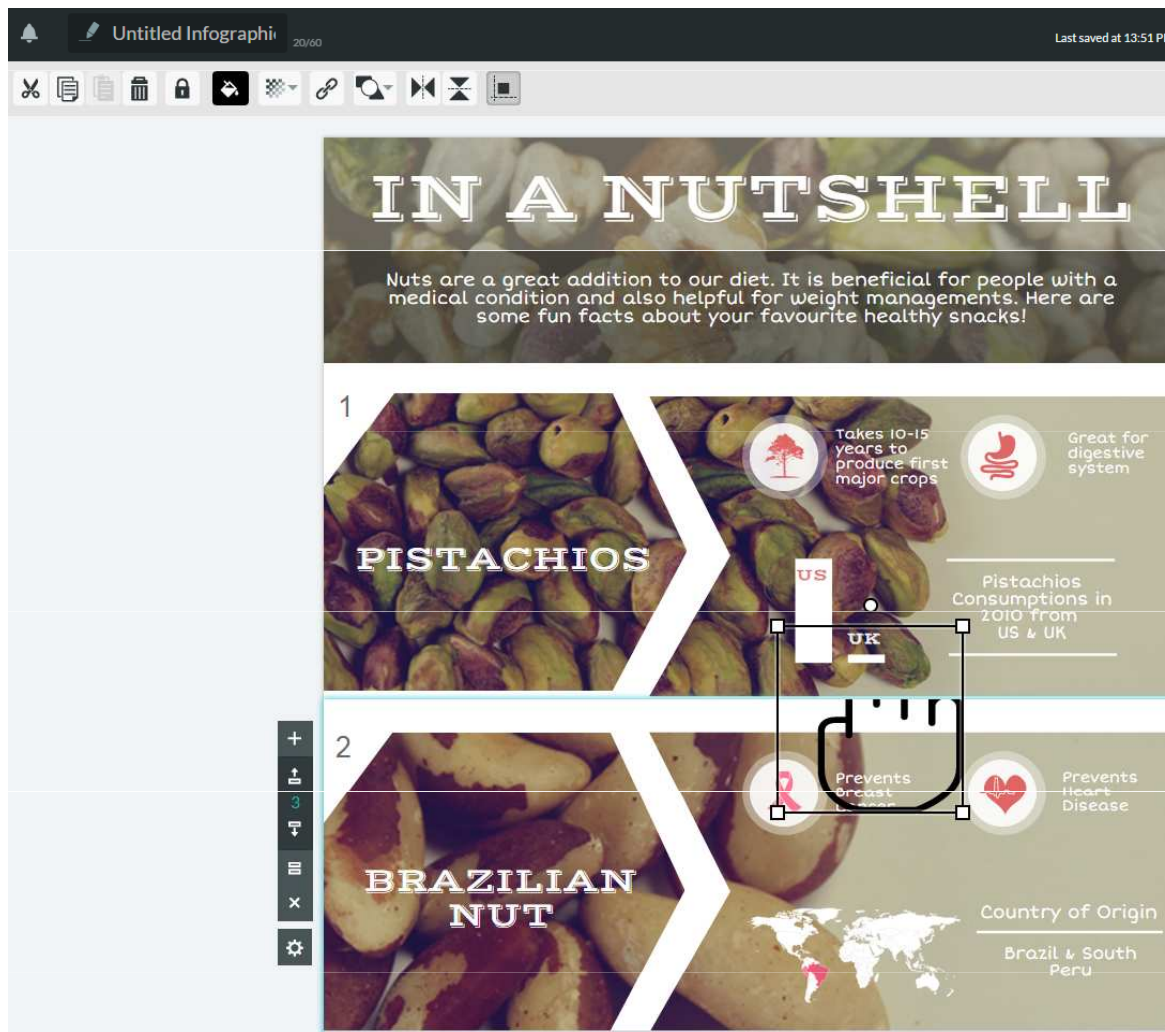 Untitled Infographi
20/60
Last saved at 13:51 P
IN A NUTSHELL
Nuts are a great addition to our diet. It is beneficial for people with a
medical condition and also helpful for weight managements. Here are
some fun facts about your favourite healthy snacks!
1
Takes 10-15
years to
produce first
major crops
Great for
digestive
system
PISTACHIOS
US
UK
Pistachios
Consumptions in
2010 from
US & UK
2
3
Prevents
Breast
Cancer
Prevents
Heart
Disease
BRAZILIAN
NUT
Country of Origin
Brazil & South
Peru